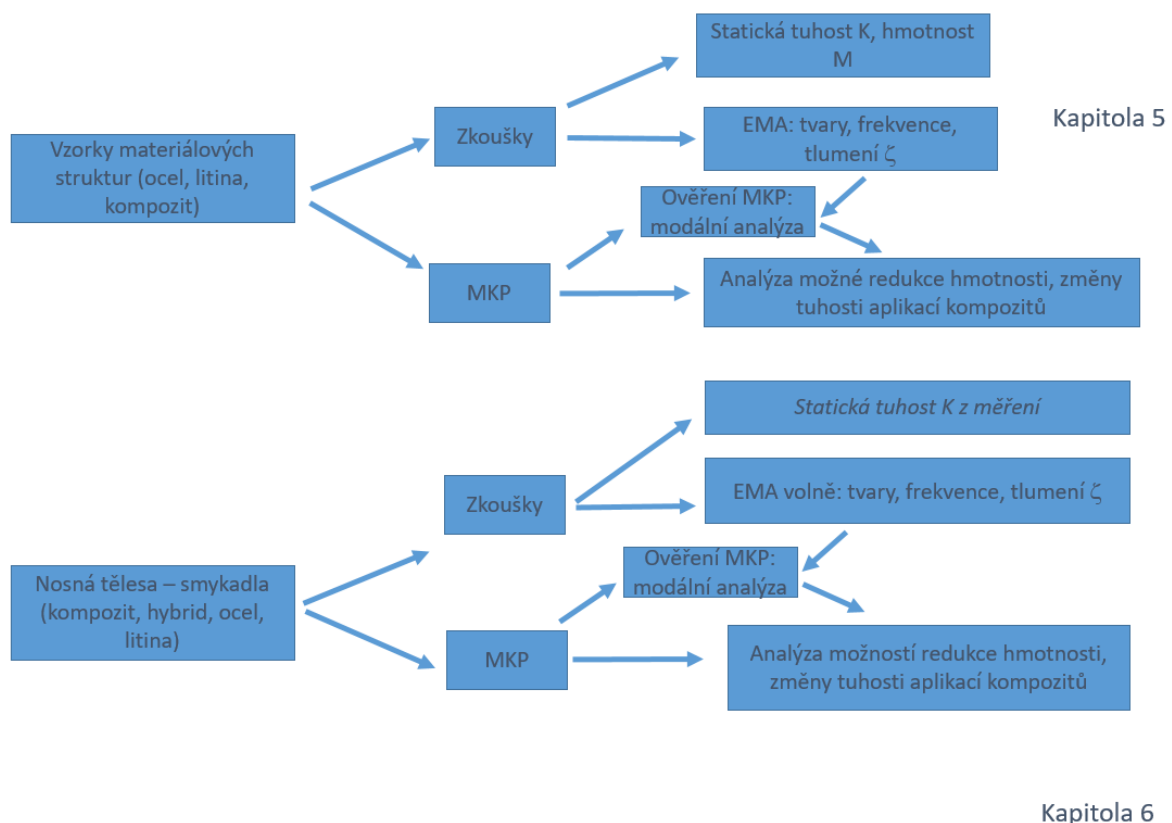 Statická tuhost K, hmotnost
M
Kapitola 5
Zkoušky
EMA: tvary, frekvence,
tlumení ζ
Vzorky materiálových
struktur (ocel, litina,
kompozit)
Ověření MKP:
modální analýza
MKP
Analýza možné redukce hmotnosti, změny
tuhosti aplikací kompozitů
Statická tuhost K z měření
Zkoušky
EMA volně: tvary, frekvence, tlumení ζ
Ověření MKP:
modální analýza
Nosná tělesa – smykadla
(kompozit, hybrid, ocel,
litina)
MKP
Analýza možností redukce hmotnosti,
změny tuhosti aplikací kompozitů
Kapitola 6